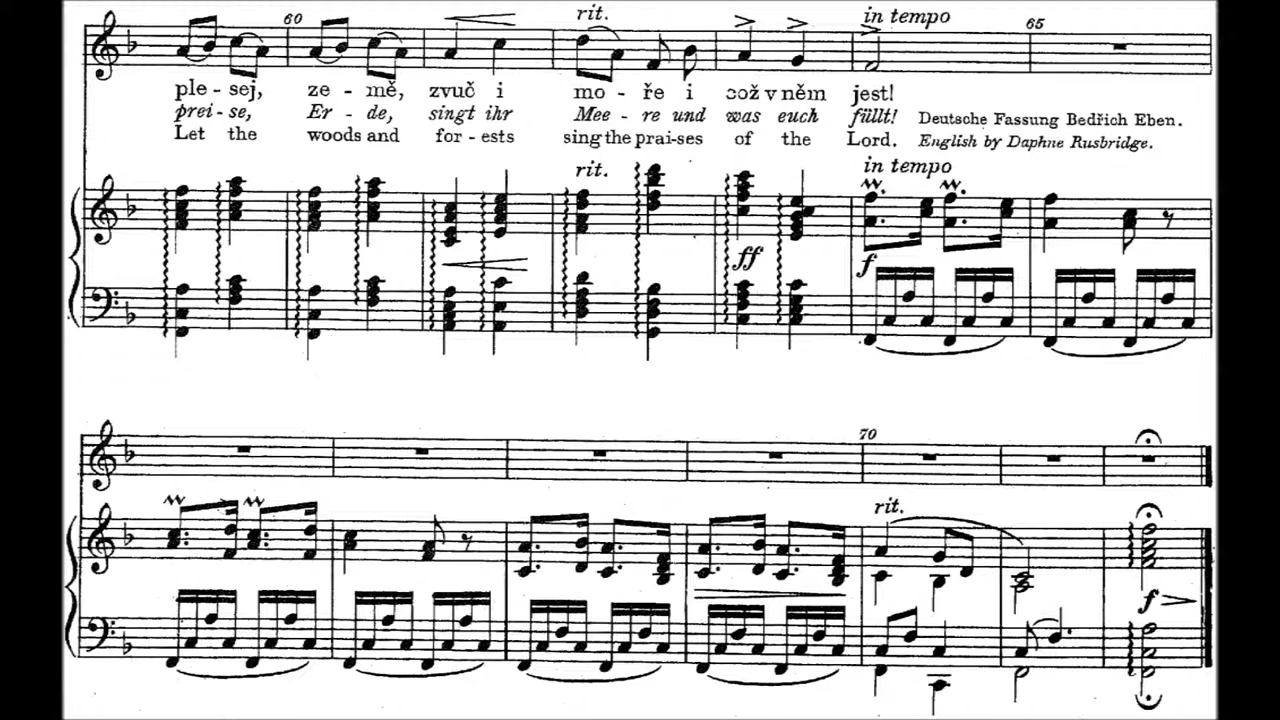 60 rit. in tempo 65
ple - sej, ze - mě, zvuč i mo - ře i což v něm jest!
prei - se, Er - de, singt ihr Mee - re und was euch füllt! Deutsche Fassung Bedřich Eben.
Let the woods and for - ests sing the prai-ses of the Lord. English by Daphne Rusbridge.
rit. in tempo
ff f
70
rit.
f